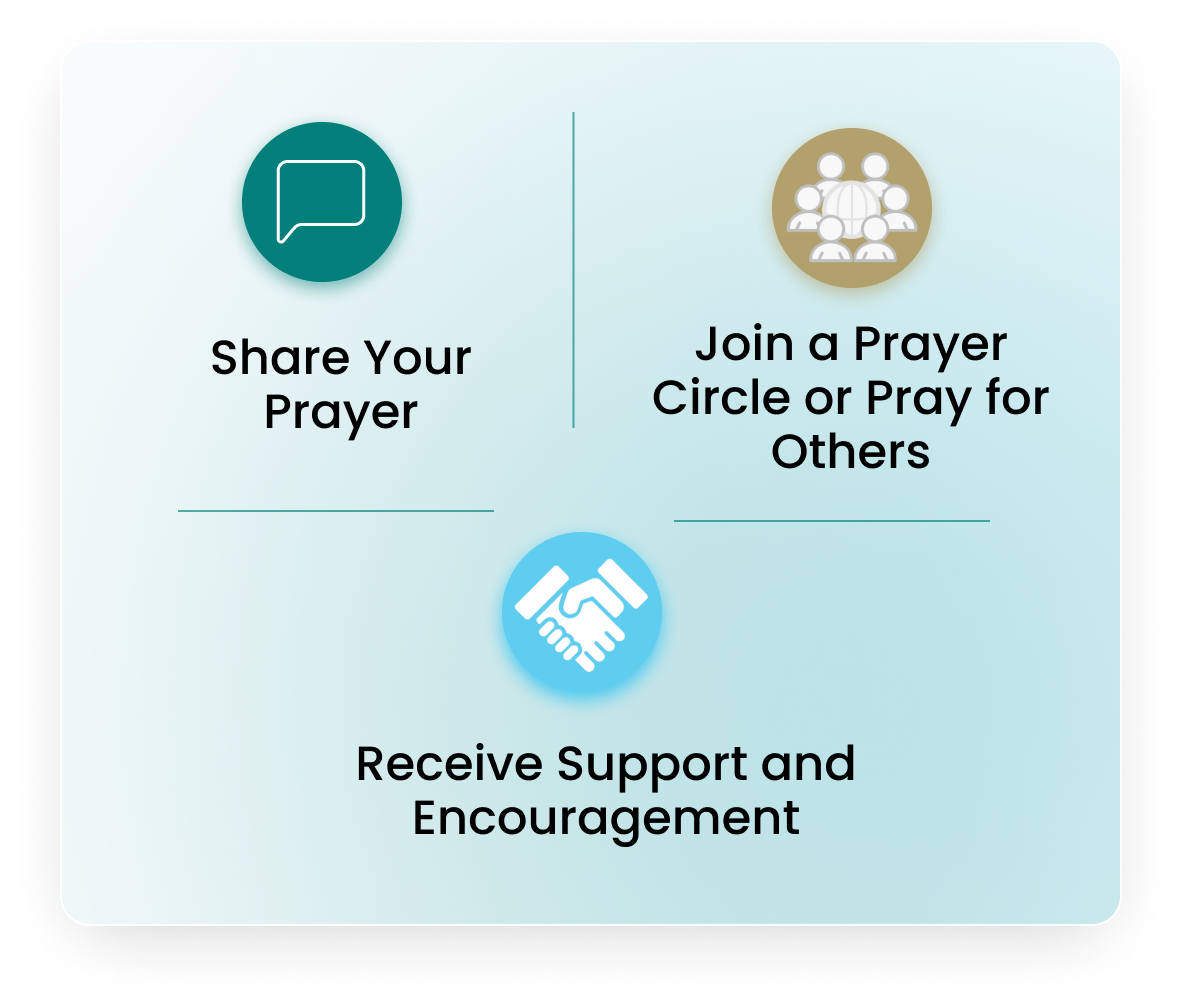 Share Your
Prayer
Join a Prayer
Circle or Pray for
Others
Receive Support and
Encouragement